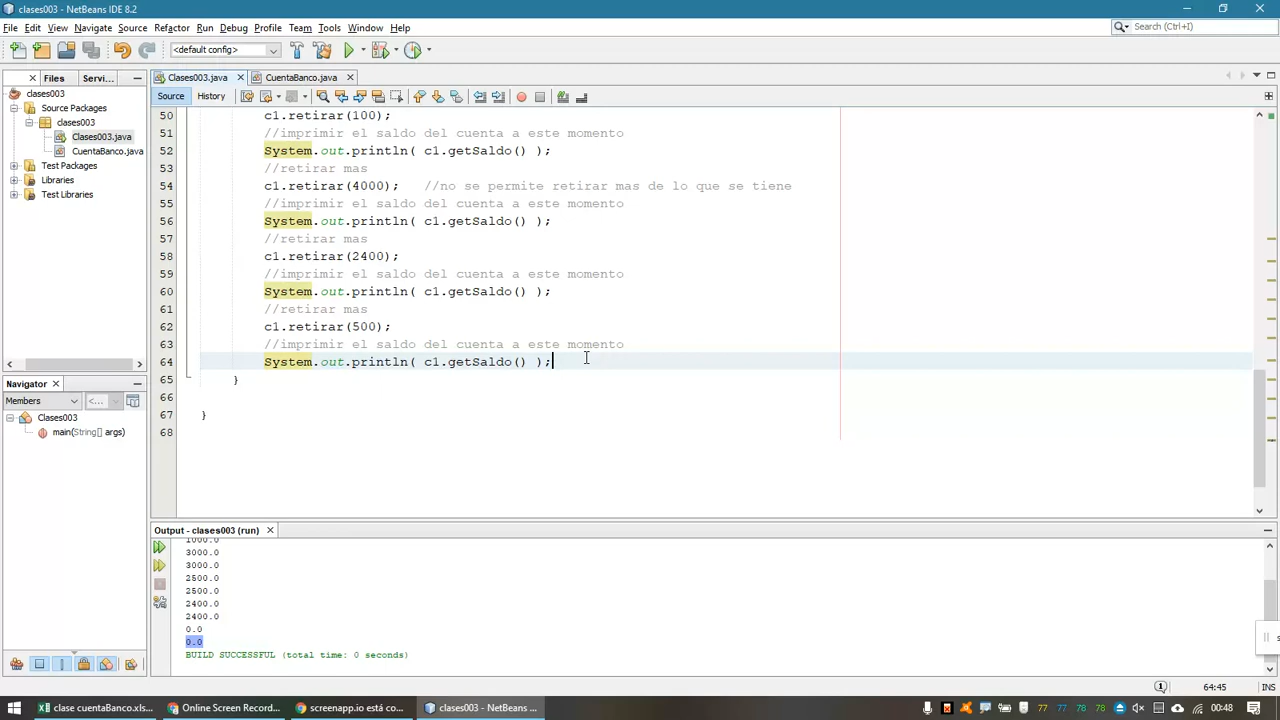 clases003 - NetBeans IDE 8.2
File Edit View Navigate Source Refactor Run Debug Profile Team Tools Window Help
Search (Ctrl+I)
<default config>
Files Servi...
Clases003.java CuentaBanco.java
Source History
clases003
Source Packages
clases003
Clases003.java
CuentaBanco.java
Test Packages
Libraries
Test Libraries
50 c1.retirar(100);
51 //imprimir el saldo del cuenta a este momento
52 System.out.println( c1.getSaldo() );
53 //retirar mas
54 c1.retirar(4000); //no se permite retirar mas de lo que se tiene
55 //imprimir el saldo del cuenta a este momento
56 System.out.println( c1.getSaldo() );
57 //retirar mas
58 c1.retirar(2400);
59 //imprimir el saldo del cuenta a este momento
60 System.out.println( c1.getSaldo() );
61 //retirar mas
62 c1.retirar(500);
63 //imprimir el saldo del cuenta a este momento
64 System.out.println( c1.getSaldo() );
65 }
66
67 }
68
Navigator
Members <...
Clases003
main(String[] args)
Output - clases003 (run)
1000.0
3000.0
3000.0
2500.0
2500.0
2400.0
2400.0
0.0
0.0
BUILD SUCCESSFUL (total time: 0 seconds)
s
1 64:45 INS
clase cuentaBanco.xls... Online Screen Record... screenapp.io está co... clases003 - NetBeans ... 77 77 78 78 00:48